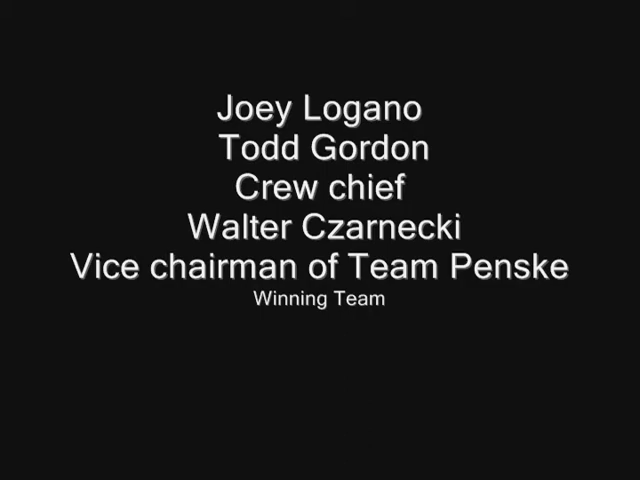 Joey Logano
Todd Gordon
Crew chief
Walter Czarnecki
Vice chairman of Team Penske
Winning Team